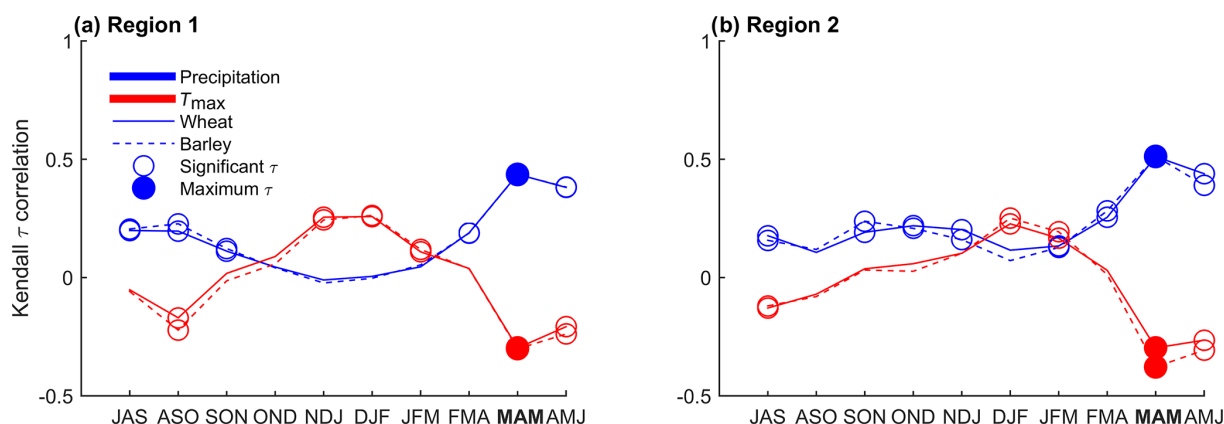 (a) Region 1
1
0.5
0
-0.5
Kendall τ correlation
Precipitation
Tmax
Wheat
Barley
Significant τ
Maximum τ
JAS ASO SON OND NDJ DJF JFM FMA MAM AMJ
(b) Region 2
1
0.5
0
-0.5
JAS ASO SON OND NDJ DJF JFM FMA MAM AMJ